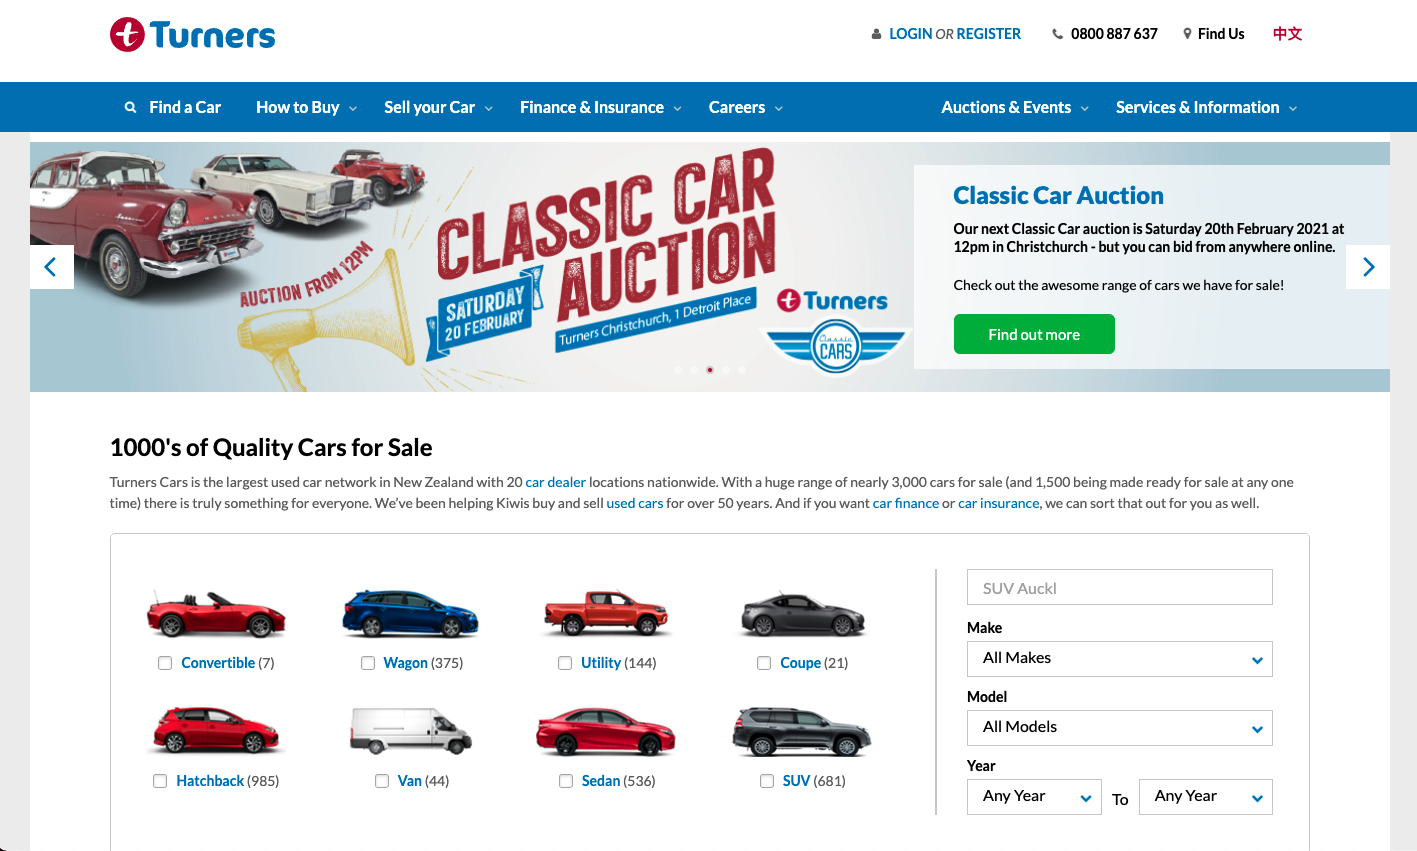 Turners
LOGIN OR REGISTER
0800 887 637
Find Us
中文
Find a Car
How to Buy
Sell your Car
Finance & Insurance
Careers
Auctions & Events
Services & Information
AUCTION FROM 12PM
CLASSIC CAR
AUCTION
SATURDAY
20 FEBRUARY
Turners Christchurch, 1 Detroit Place
Turners
Classic
CARS
Classic Car Auction
Our next Classic Car auction is Saturday 20th February 2021 at
12pm in Christchurch - but you can bid from anywhere online.
Check out the awesome range of cars we have for sale!
Find out more
1000's of Quality Cars for Sale
Turners Cars is the largest used car network in New Zealand with 20 car dealer locations nationwide. With a huge range of nearly 3,000 cars for sale (and 1,500 being made ready for sale at any one
time) there is truly something for everyone. We've been helping Kiwis buy and sell used cars for over 50 years. And if you want car finance or car insurance, we can sort that out for you as well.
Convertible (7)
Wagon (375)
Utility (144)
Coupe (21)
Hatchback (985)
Van (44)
Sedan (536)
SUV (681)
SUV Auckl
Make
All Makes
Model
All Models
Year
Any Year To Any Year